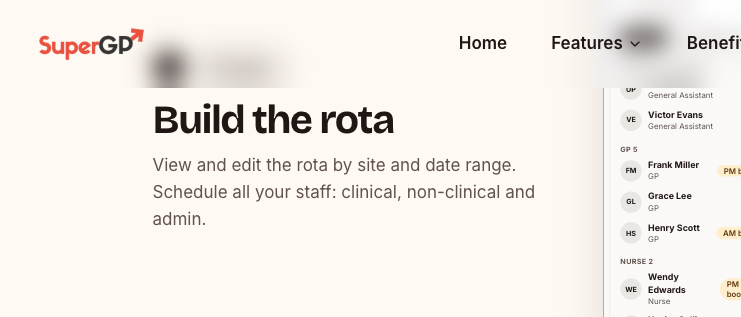 SuperGP
Home
Features
Build the rota
View and edit the rota by site and date range.
Schedule all your staff: clinical, non-clinical and
admin.
General Assistant
VE
Victor Evans
General Assistant
GP 5
FM
Frank Miller
GP
PM
GL
Grace Lee
GP
HS
Henry Scott
GP
AM
NURSE 2
WE
Wendy
Edwards
Nurse
PM